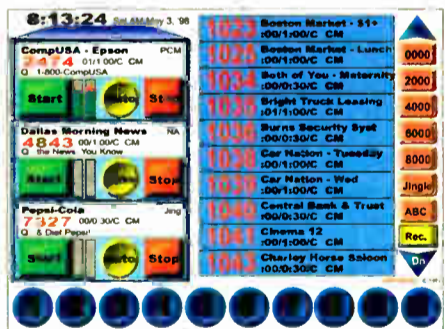 8:13:24 May 3, '98
CompUSA - Epson PCM
2474 01/1:00/C CM
Q 1-800-CompUSA
Start Auto Stop
Dallas Morning News NA
4843 00/1:00/C CM
Q the News. You Know
Start Stop
Pepsi-Cola Jing
7327 00/0:30/C CM
Q & Diet Pepsi!
Start Stop
1023 Boston Market - $1+
:00/1:00/C CM
1025 Boston Market - Lunch
:00/1:00/C CM
1034 Both of You - Maternity
:00/0:30/C CM
1035 Bright Truck Leasing
:01/1:00/C CM
1036 Burns Security Syst
:00/0:30/C CM
1038 Car Nation - Tuesday
:00/1:00/C CM
1039 Car Nation - Wed
:00/1:00/C CM
1040 Central Bank & Trust
:00/0:30/C CM
1041 Cinema 12
:00/1:00/C CM
1043 Charley Horse Saloon
:00/0:30/C CM
0000
2000
4000
6000
8000
Jingle
ABC
Rec.
Dn